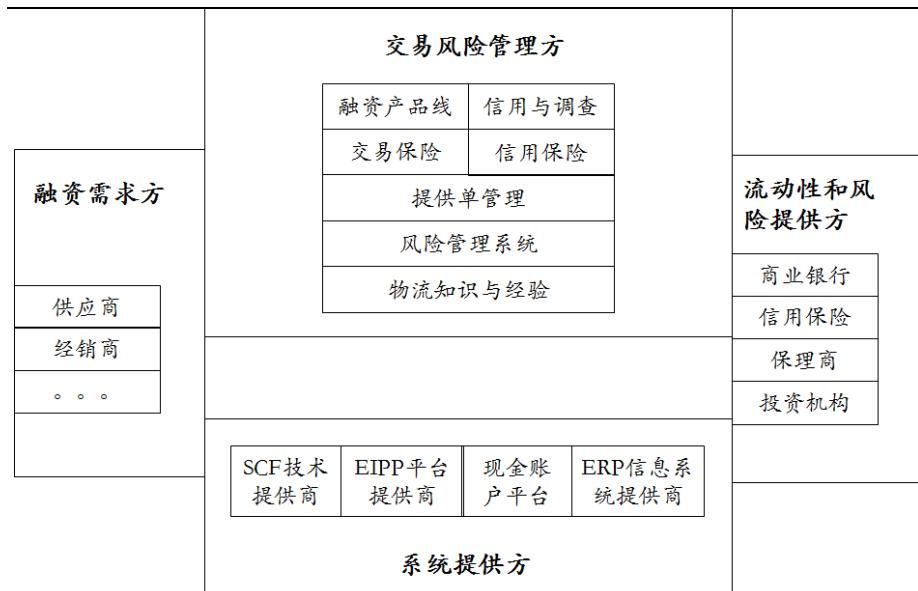 交易风险管理方
融资产品线 信用与调查
交易保险 信用保险
提供单管理
风险管理系统
物流知识与经验
融资需求方
供应商
经销商
。。。
流动性和风
险提供方
商业银行
信用保险
保理商
投资机构
SCF技术
提供商
EIPP平台
提供商
现金账
户平台
ERP信息系
统提供商
系统提供方